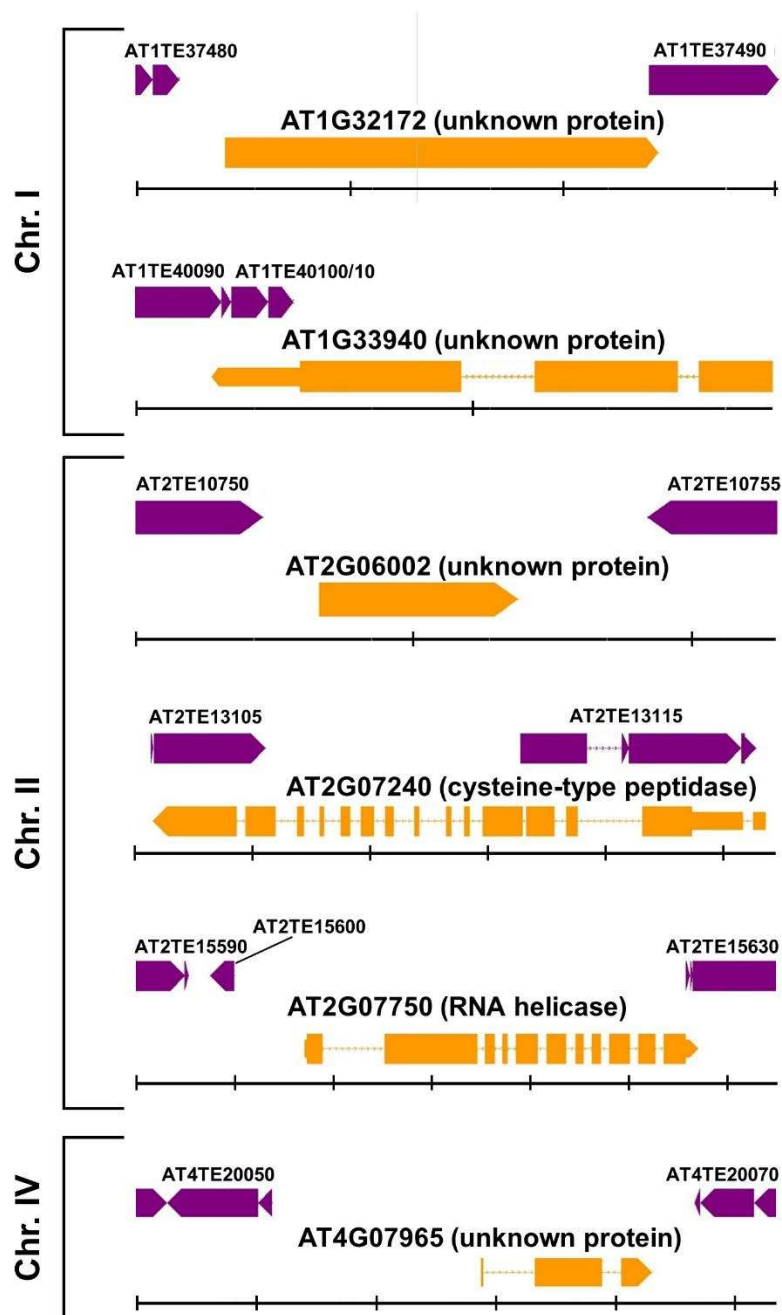 Chr. I
AT1TE37480
AT1TE37490
AT1G32172 (unknown protein)
AT1TE40090
AT1TE40100/10
AT1G33940 (unknown protein)
Chr. II
AT2TE10750
AT2TE10755
AT2G06002 (unknown protein)
AT2TE13105
AT2TE13115
AT2G07240 (cysteine-type peptidase)
AT2TE15590
AT2TE15600
AT2TE15630
AT2G07750 (RNA helicase)
Chr. IV
AT4TE20050
AT4TE20070
AT4G07965 (unknown protein)